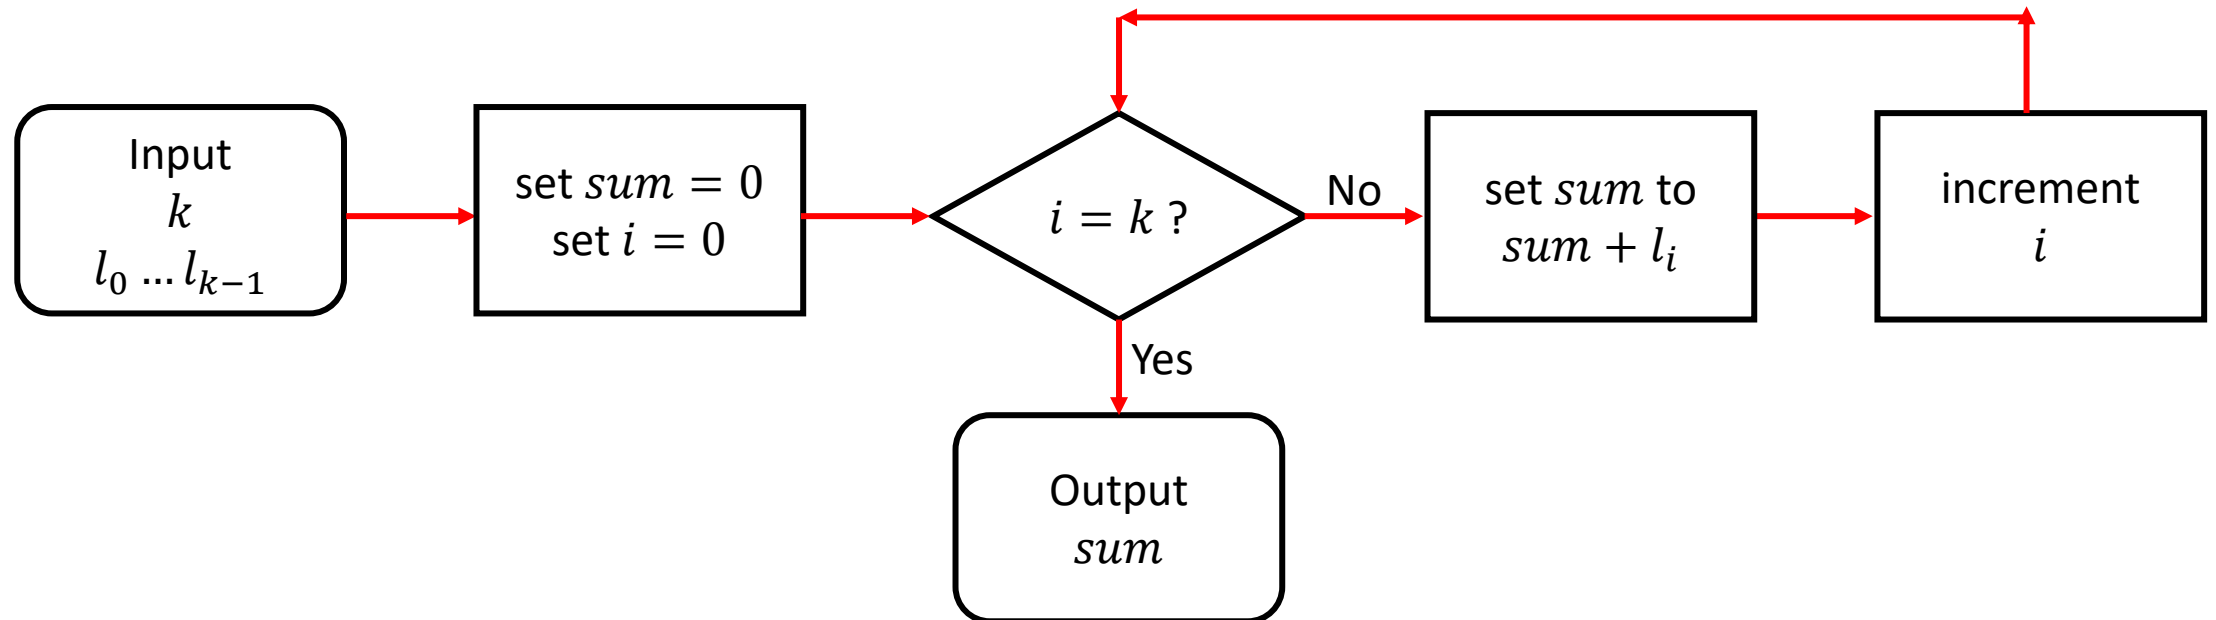 Input
k
l₀ … lₖ₋₁
set sum = 0
set i = 0
i = k ?
No
set sum to
sum + lᵢ
increment
i
Yes
Output
sum